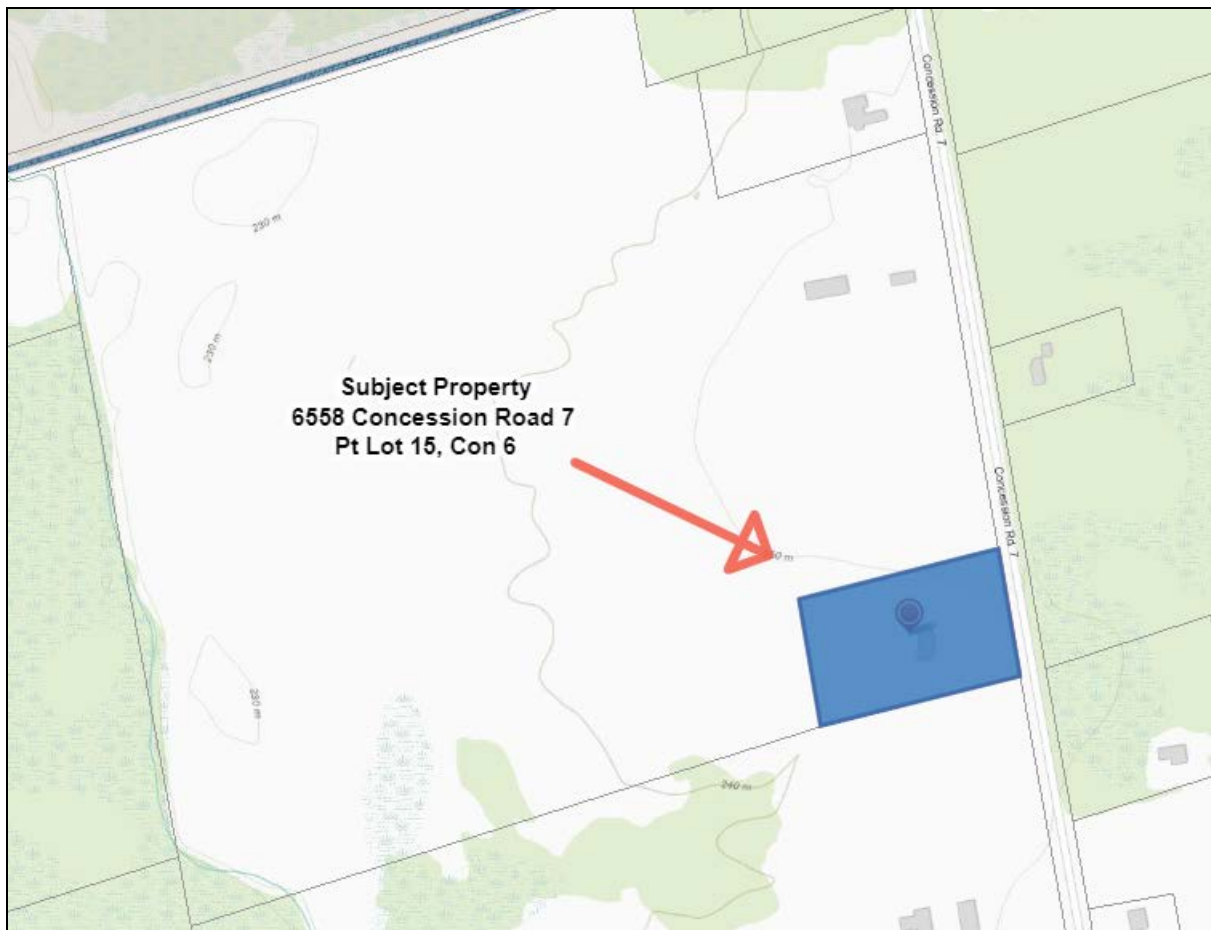 Concession Rd. 7
230 m
230 m
Subject Property
6558 Concession Road 7
Pt Lot 15, Con 6
Concession Rd. 7
230 m
240 m